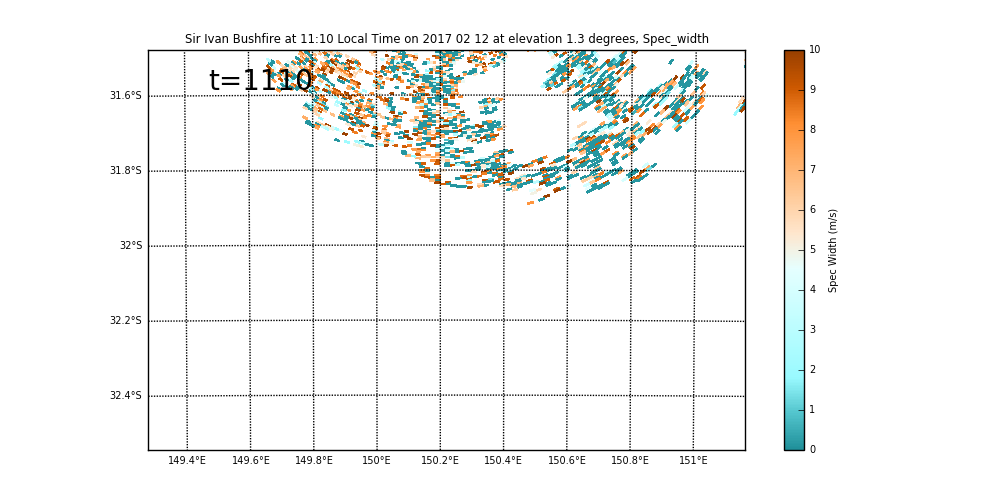 Sir Ivan Bushfire at 11:10 Local Time on 2017 02 12 at elevation 1.3 degrees, Spec_width
t=1110
31.6°S
31.8°S
32°S
32.2°S
32.4°S
149.4°E 149.6°E 149.8°E 150°E 150.2°E 150.4°E 150.6°E 150.8°E 151°E
10
9
8
7
6
5
4
3
2
1
0
Spec Width (m/s)